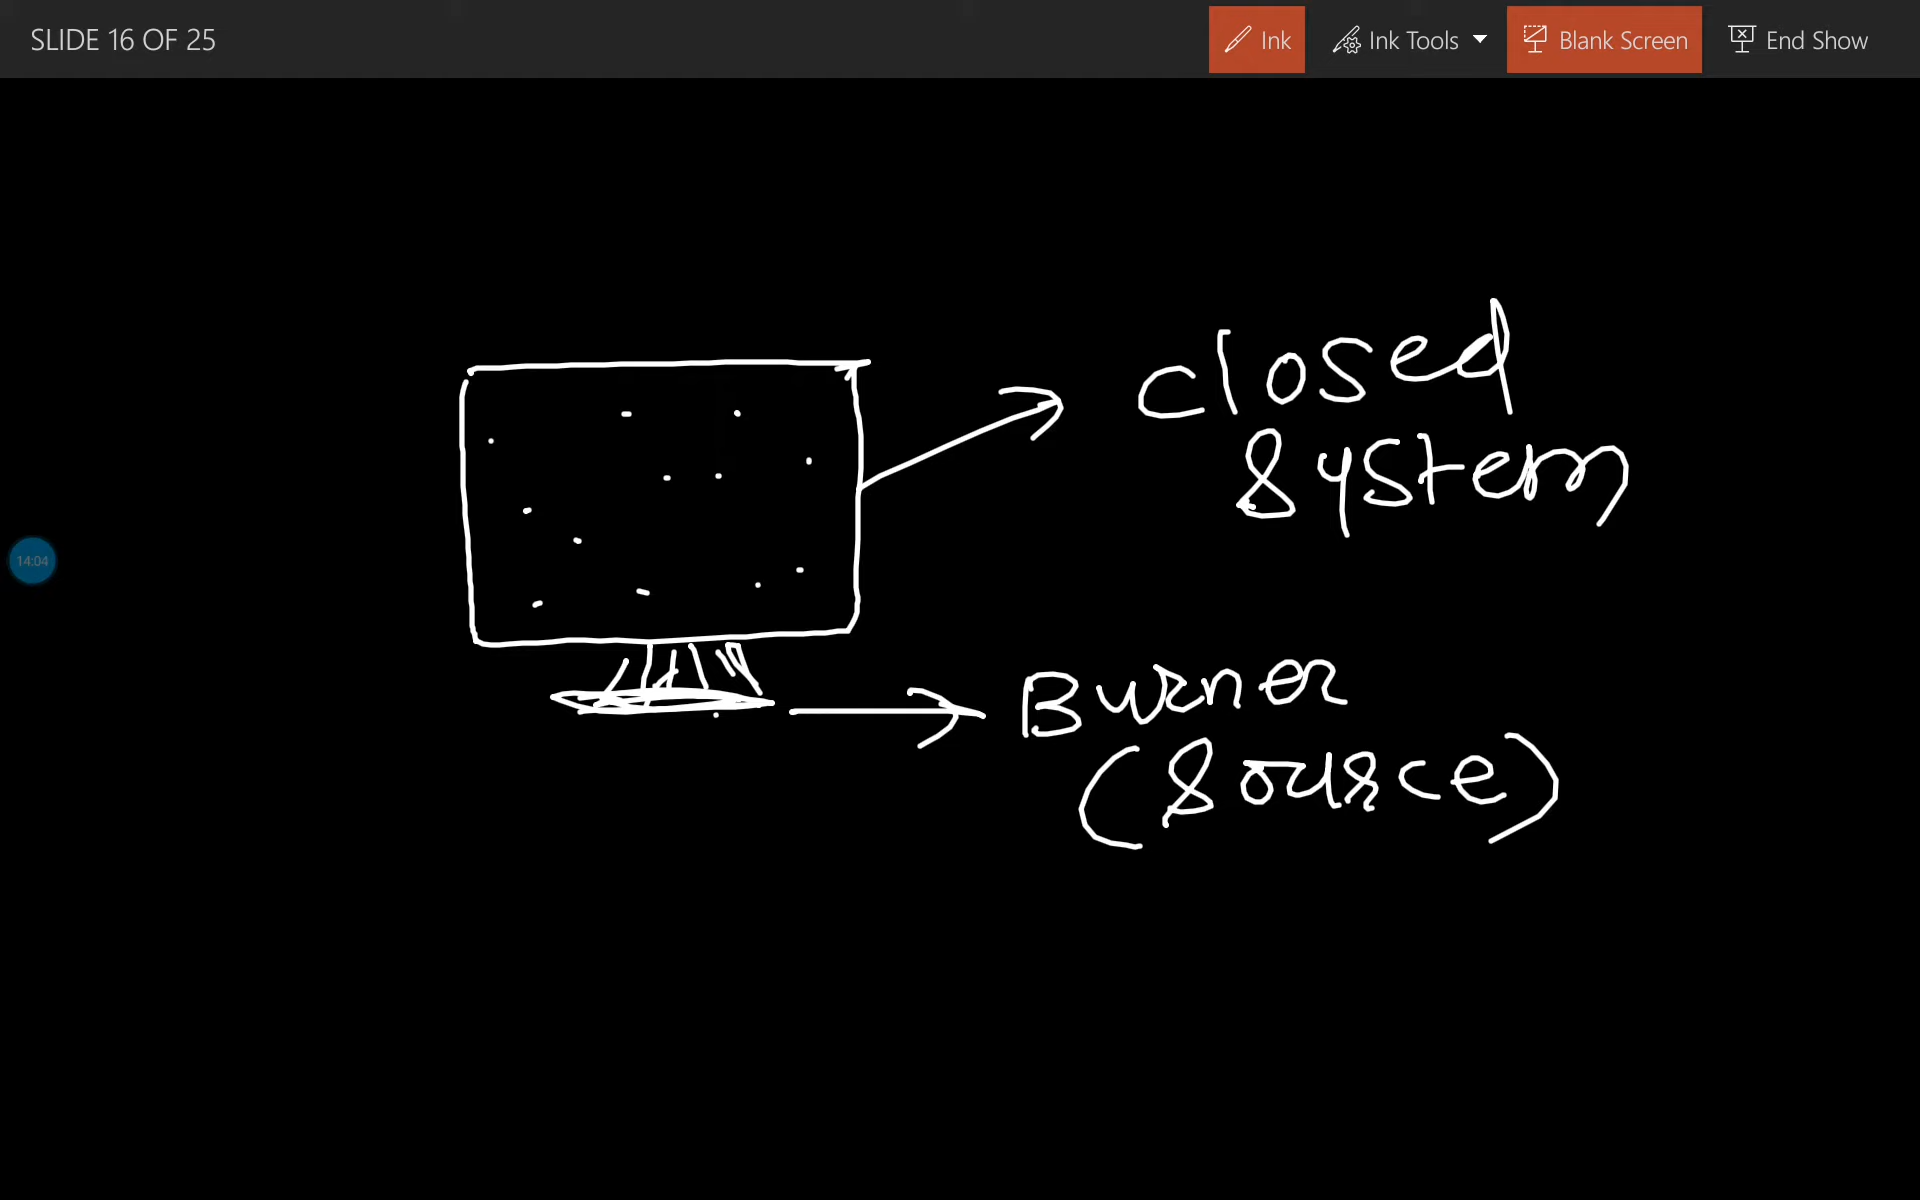 SLIDE 16 OF 25
Ink
Ink Tools
Blank Screen
End Show
closed
system
14:04
Burner
(source)